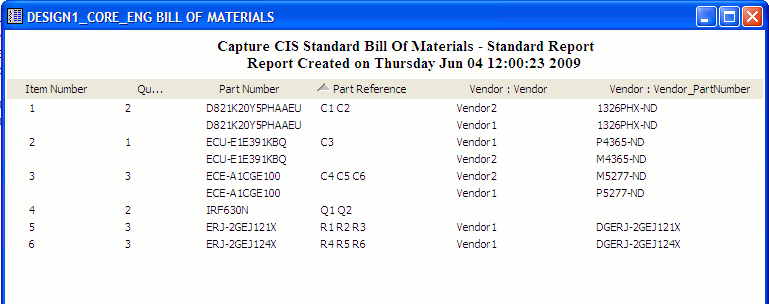 DESIGN1_CORE_ENG BILL OF MATERIALS
Capture CIS Standard Bill Of Materials - Standard Report
Report Created on Thursday Jun 04 12:00:23 2009
Item Number Qu... Part Number Part Reference Vendor : Vendor Vendor : Vendor_PartNumber
1 2 D821K20Y5PHAAEU C1 C2 Vendor2 1326PHX-ND
D821K20Y5PHAAEU Vendor1 1326PHX-ND
2 1 ECU-E1E391KBQ C3 Vendor1 P4365-ND
ECU-E1E391KBQ Vendor2 M4365-ND
3 3 ECE-A1CGE100 C4 C5 C6 Vendor2 M5277-ND
ECE-A1CGE100 Vendor1 P5277-ND
4 2 IRF630N Q1 Q2
5 3 ERJ-2GEJ121X R1 R2 R3 Vendor1 DGERJ-2GEJ121X
6 3 ERJ-2GEJ124X R4 R5 R6 Vendor1 DGERJ-2GEJ124X